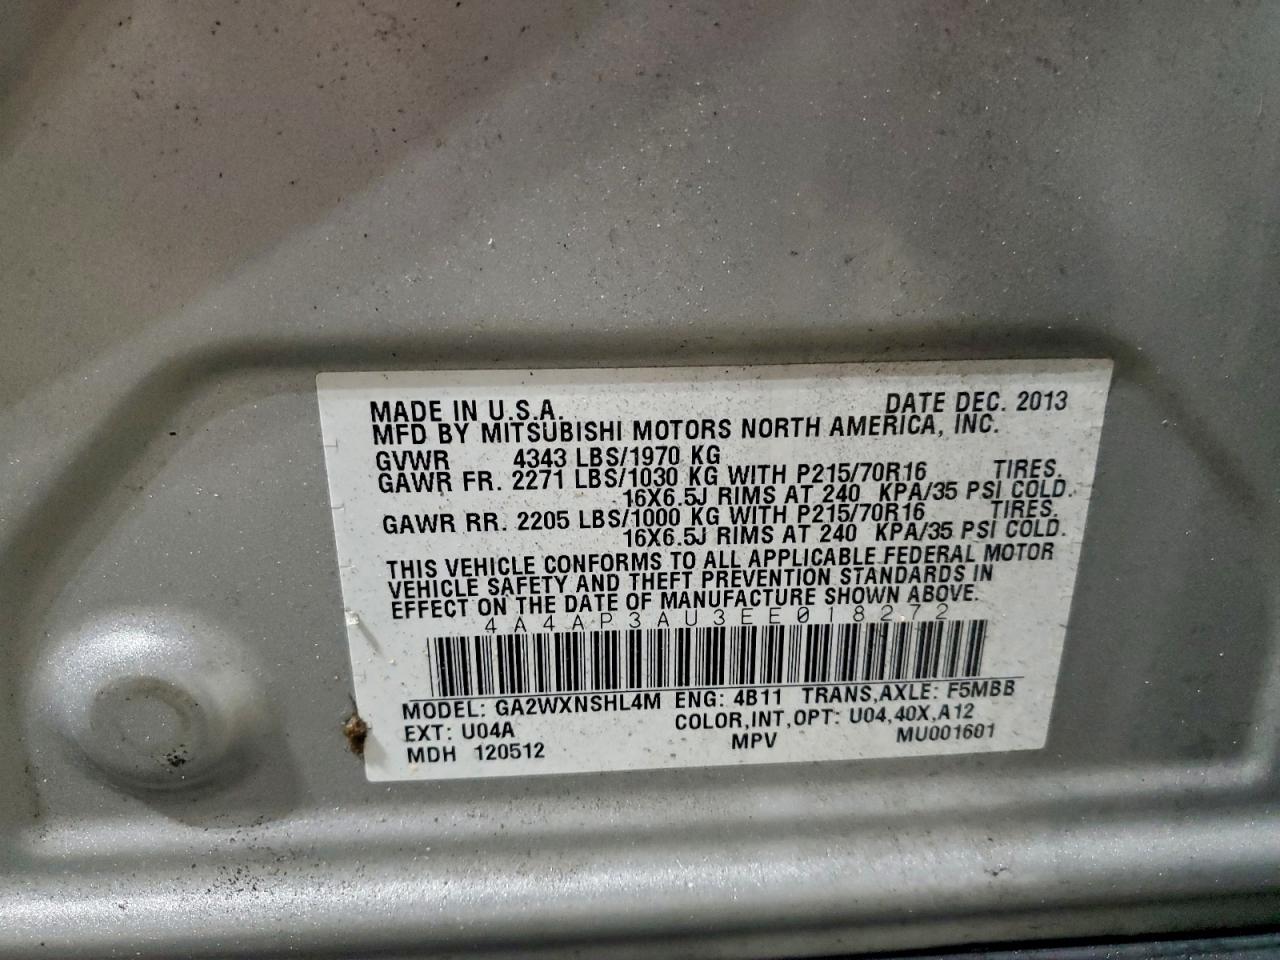 MADE IN U.S.A. DATE DEC. 2013
MFD BY MITSUBISHI MOTORS NORTH AMERICA, INC.
GVWR 4343 LBS/1970 KG
GAWR FR. 2271 LBS/1030 KG WITH P215/70R16 TIRES.
16X6.5J RIMS AT 240 KPA/35 PSI COLD.
GAWR RR. 2205 LBS/1000 KG WITH P215/70R16 TIRES.
16X6.5J RIMS AT 240 KPA/35 PSI COLD.
THIS VEHICLE CONFORMS TO ALL APPLICABLE FEDERAL MOTOR
VEHICLE SAFETY AND THEFT PREVENTION STANDARDS IN
EFFECT ON THE DATE OF MANUFACTURE SHOWN ABOVE.
4A4AP3AU3EE018272
MODEL: GA2WXNSHL4M ENG: 4B11 TRANS,AXLE: F5MBB
EXT: U04A COLOR,INT,OPT: U04,40X,A12
MDH 120512 MPV MU001601